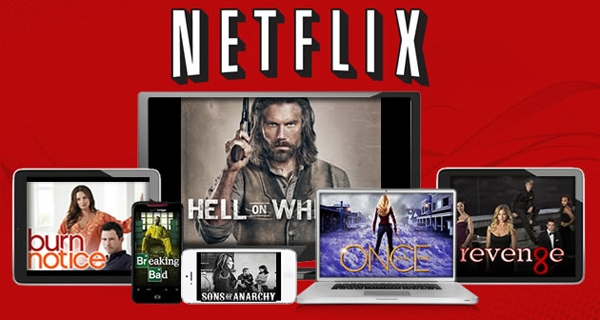 NETFLIX
HELL ON WH
burn
notice
Breaking
Bad
SONS OF ANARCHY
ONCE
revenge